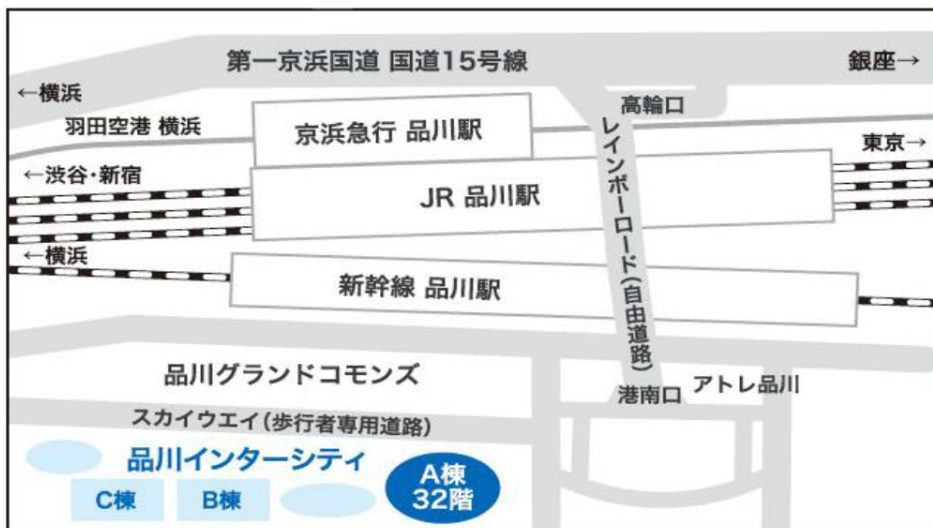 第一京浜国道 国道15号線
銀座→
←横浜
高輪口
羽田空港 横浜
京浜急行 品川駅
東京→
←渋谷・新宿
JR 品川駅
レインボーロード(自由道路)
←横浜
新幹線 品川駅
品川グランドコモンズ
港南口
アトレ品川
スカイウエイ(歩行者専用道路)
品川インターシティ
A棟
32階
C棟
B棟